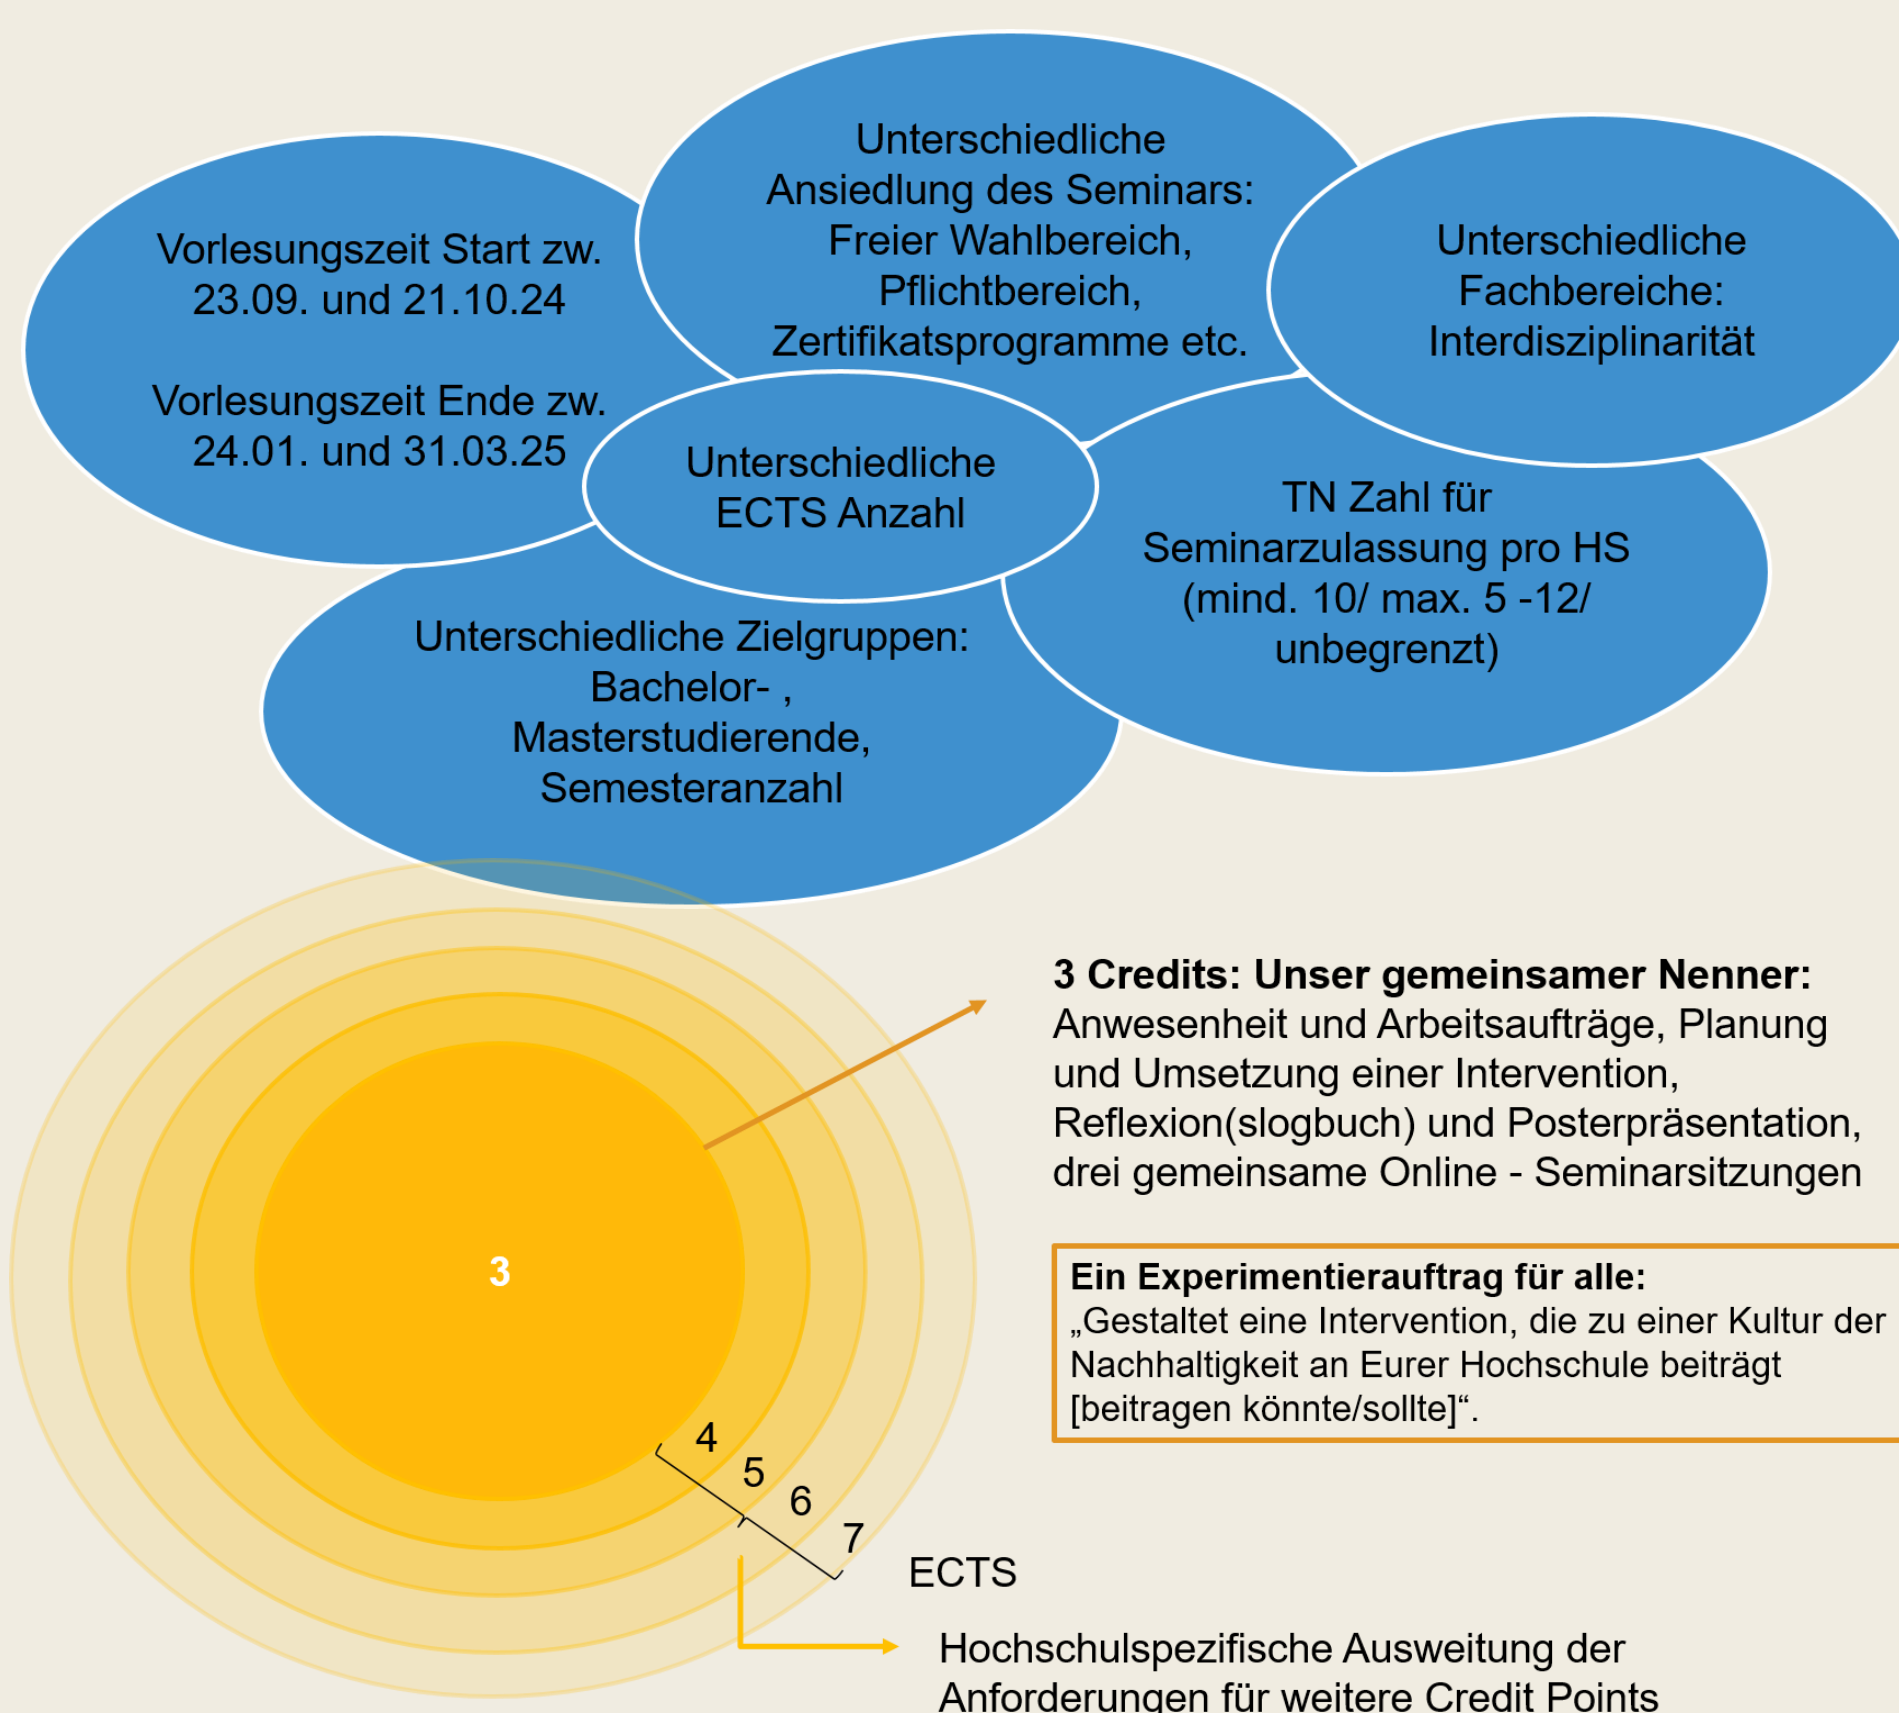 Unterschiedliche
Ansiedlung des Seminars:
Freier Wahlbereich,
Pflichtbereich,
Zertifikatsprogramme etc.
Vorlesungszeit Start zw.
23.09. und 21.10.24
Vorlesungszeit Ende zw.
24.01. und 31.03.25
Unterschiedliche
Fachbereiche:
Interdisziplinarität
Unterschiedliche
ECTS Anzahl
TN Zahl für
Seminarzulassung pro HS
(mind. 10/ max. 5 -12/
unbegrenzt)
Unterschiedliche Zielgruppen:
Bachelor- ,
Masterstudierende,
Semesteranzahl
3 Credits: Unser gemeinsamer Nenner:
Anwesenheit und Arbeitsaufträge, Planung
und Umsetzung einer Intervention,
Reflexion(slogbuch) und Posterpräsentation,
drei gemeinsame Online - Seminarsitzungen
3
Ein Experimentierauftrag für alle:
„Gestaltet eine Intervention, die zu einer Kultur der
Nachhaltigkeit an Eurer Hochschule beiträgt
[beitragen könnte/sollte]“.
4
5
6
7
ECTS
Hochschulspezifische Ausweitung der
Anforderungen für weitere Credit Points